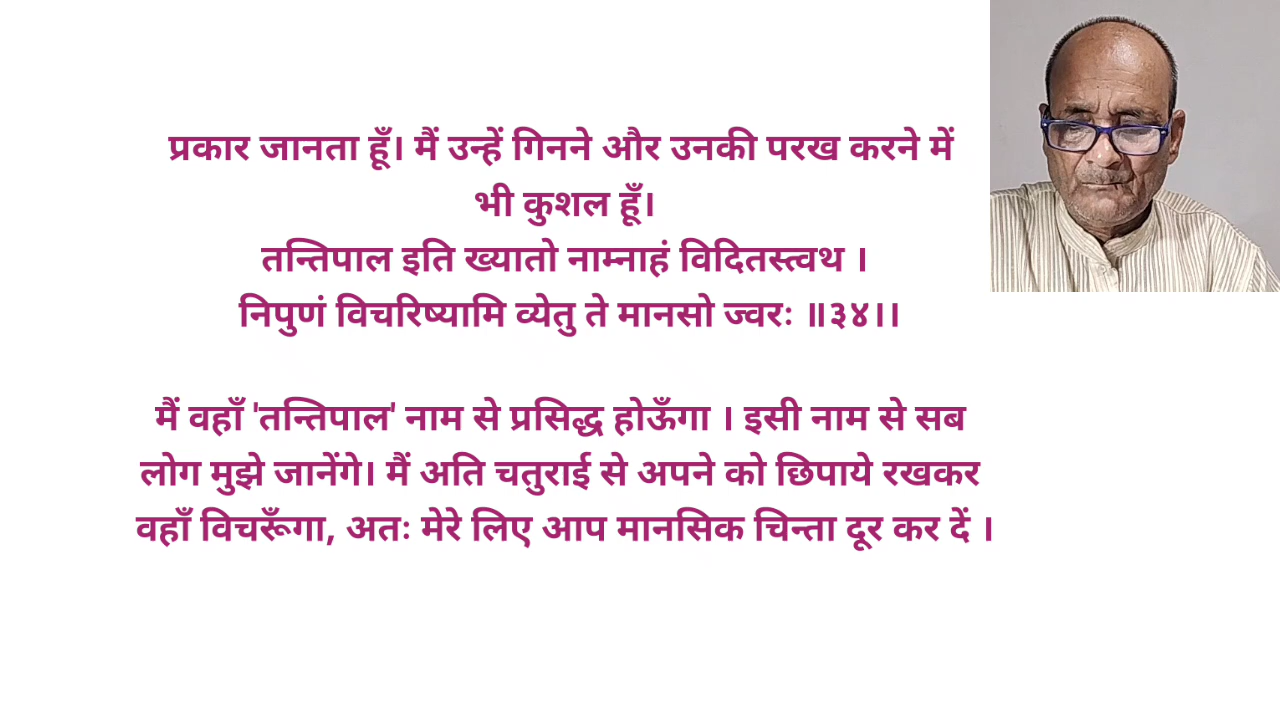 प्रकार जानता हूँ। मैं उन्हें गिनने और उनकी परख करने में
भी कुशल हूँ।
तन्तिपाल इति ख्यातो नाम्नाहं विदितस्त्वथ ।
निपुणं विचरिष्यामि व्येतु ते मानसो ज्वरः ॥३४।।
मैं वहाँ 'तन्तिपाल' नाम से प्रसिद्ध होऊँगा । इसी नाम से सब
लोग मुझे जानेंगे। मैं अति चतुराई से अपने को छिपाये रखकर
वहाँ विचरूँगा, अतः मेरे लिए आप मानसिक चिन्ता दूर कर दें ।